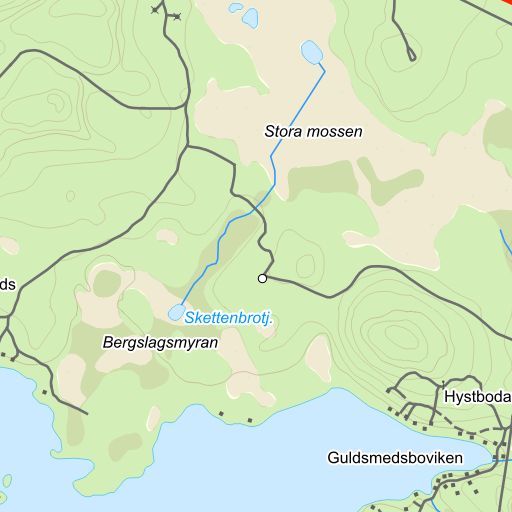 Stora mossen
ds
Skettenbrotj.
Bergslagsmyran
Hystboda
Guldsmedsboviken